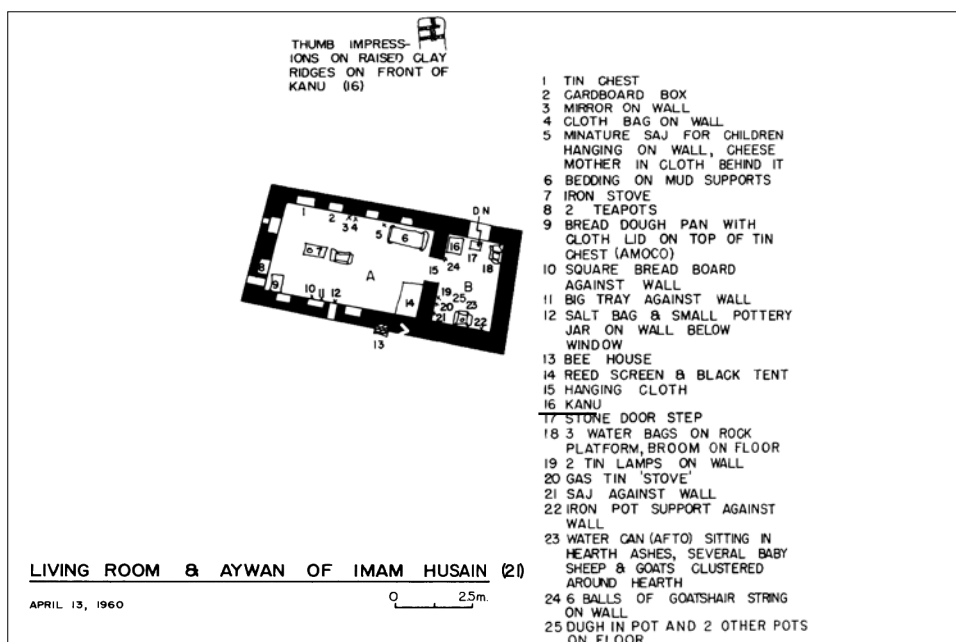 THUMB IMPRESS-
IONS ON RAISED CLAY
RIDGES ON FRONT OF
KANU (16)
1 TIN CHEST
2 CARDBOARD BOX
3 MIRROR ON WALL
4 CLOTH BAG ON WALL
5 MINATURE SAJ FOR CHILDREN
HANGING ON WALL, CHEESE
MOTHER IN CLOTH BEHIND IT
6 BEDDING ON MUD SUPPORTS
7 IRON STOVE
8 2 TEAPOTS
9 BREAD DOUGH PAN WITH
CLOTH LID ON TOP OF TIN
CHEST (AMOCO)
10 SQUARE BREAD BOARD
AGAINST WALL
11 BIG TRAY AGAINST WALL
12 SALT BAG & SMALL POTTERY
JAR ON WALL BELOW
WINDOW
13 BEE HOUSE
14 REED SCREEN & BLACK TENT
15 HANGING CLOTH
16 KANU
17 STONE DOOR STEP
18 3 WATER BAGS ON ROCK
PLATFORM, BROOM ON FLOOR
19 2 TIN LAMPS ON WALL
20 GAS TIN 'STOVE'
21 SAJ AGAINST WALL
22 IRON POT SUPPORT AGAINST
WALL
23 WATER CAN (AFTO) SITTING IN
HEARTH ASHES, SEVERAL BABY
SHEEP & GOATS CLUSTERED
AROUND HEARTH
24 6 BALLS OF GOATSHAIR STRING
ON WALL
25 DUGH IN POT AND 2 OTHER POTS
ON FLOOR
DN
1 2 3 4 5 6
16 17 18
7 A 15 24
8 9 B
10 11 12 14 19 25 23
20
21 22
13
LIVING ROOM & AYWAN OF IMAM HUSAIN (21)
APRIL 13, 1960
0 2.5m.